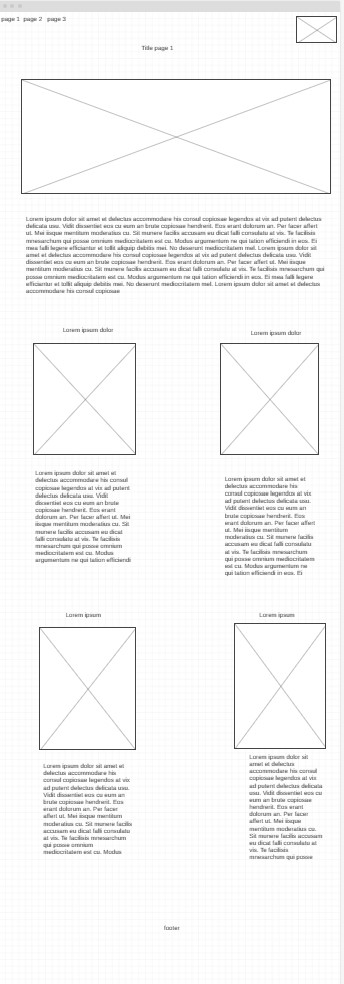 page 1 page 2 page 3
Title page 1
Lorem ipsum dolor sit amet et delectus accommodare his consul copiosae legendos at vix ad putent delectus
delicata usu. Vidit dissentiet eos cu eum an brute copiosae hendrerit. Eos erant dolorum an. Per facer affert
ut. Mei iisque mentitum moderatius cu. Sit munere facilis accusam eu dicat falli consulatu at vis. Te facilisis
mnesarchum qui posse omnium mediocritatem est cu. Modus argumentum ne qui tation efficiendi in eos. Ei
mea falli legere efficiantur et tollit aliquip debitis mei. No deserunt mediocritatem mel. Lorem ipsum dolor sit
amet et delectus accommodare his consul copiosae legendos at vix ad putent delectus delicata usu. Vidit
dissentiet eos cu eum an brute copiosae hendrerit. Eos erant dolorum an. Per facer affert ut. Mei iisque
mentitum moderatius cu. Sit munere facilis accusam eu dicat falli consulatu at vis. Te facilisis mnesarchum qui
posse omnium mediocritatem est cu. Modus argumentum ne qui tation efficiendi in eos. Ei mea falli legere
efficiantur et tollit aliquip debitis mei. No deserunt mediocritatem mel. Lorem ipsum dolor sit amet et delectus
accommodare his consul copiosae
Lorem ipsum dolor
Lorem ipsum dolor
Lorem ipsum dolor sit amet et
delectus accommodare his consul
copiosae legendos at vix ad putent
delectus delicata usu. Vidit
dissentiet eos cu eum an brute
copiosae hendrerit. Eos erant
dolorum an. Per facer affert ut. Mei
iisque mentitum moderatius cu. Sit
munere facilis accusam eu dicat
falli consulatu at vis. Te facilisis
mnesarchum qui posse omnium
mediocritatem est cu. Modus
argumentum ne qui tation efficiendi
Lorem ipsum dolor sit amet et
delectus accommodare his
consul copiosae legendos at vix
ad putent delectus delicata usu.
Vidit dissentiet eos cu eum an
brute copiosae hendrerit. Eos
erant dolorum an. Per facer affert
ut. Mei iisque mentitum
moderatius cu. Sit munere facilis
accusam eu dicat falli consulatu
at vis. Te facilisis mnesarchum
qui posse omnium mediocritatem
est cu. Modus argumentum ne
qui tation efficiendi in eos. Ei
Lorem ipsum
Lorem ipsum
Lorem ipsum dolor sit amet et
delectus accommodare his
consul copiosae legendos at vix
ad putent delectus delicata usu.
Vidit dissentiet eos cu eum an
brute copiosae hendrerit. Eos
erant dolorum an. Per facer
affert ut. Mei iisque mentitum
moderatius cu. Sit munere facilis
accusam eu dicat falli consulatu
at vis. Te facilisis mnesarchum
qui posse omnium
mediocritatem est cu. Modus
Lorem ipsum dolor sit
amet et delectus
accommodare his consul
copiosae legendos at vix
ad putent delectus delicata
usu. Vidit dissentiet eos cu
eum an brute copiosae
hendrerit. Eos erant
dolorum an. Per facer
affert ut. Mei iisque
mentitum moderatius cu.
Sit munere facilis accusam
eu dicat falli consulatu at
vis. Te facilisis
mnesarchum qui posse
footer